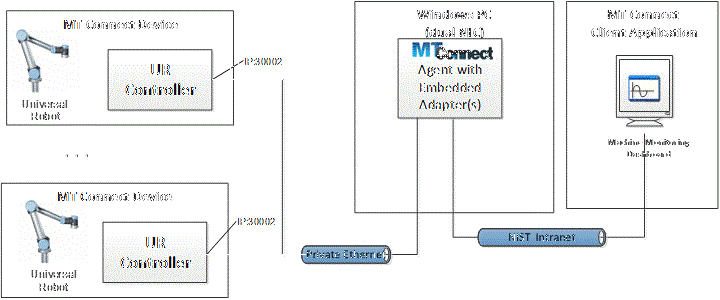 MT Connect Device
UR
Controller
Universal
Robot
IP:30002
. . .
MT Connect Device
UR
Controller
Universal
Robot
IP:30002
Private Ethernet
Windows PC
(dual NIC)
MTConnect
Agent with
Embedded
Adapter(s)
NIST Intranet
MT Connect
Client Application
Machine Monitoring
Dashboard